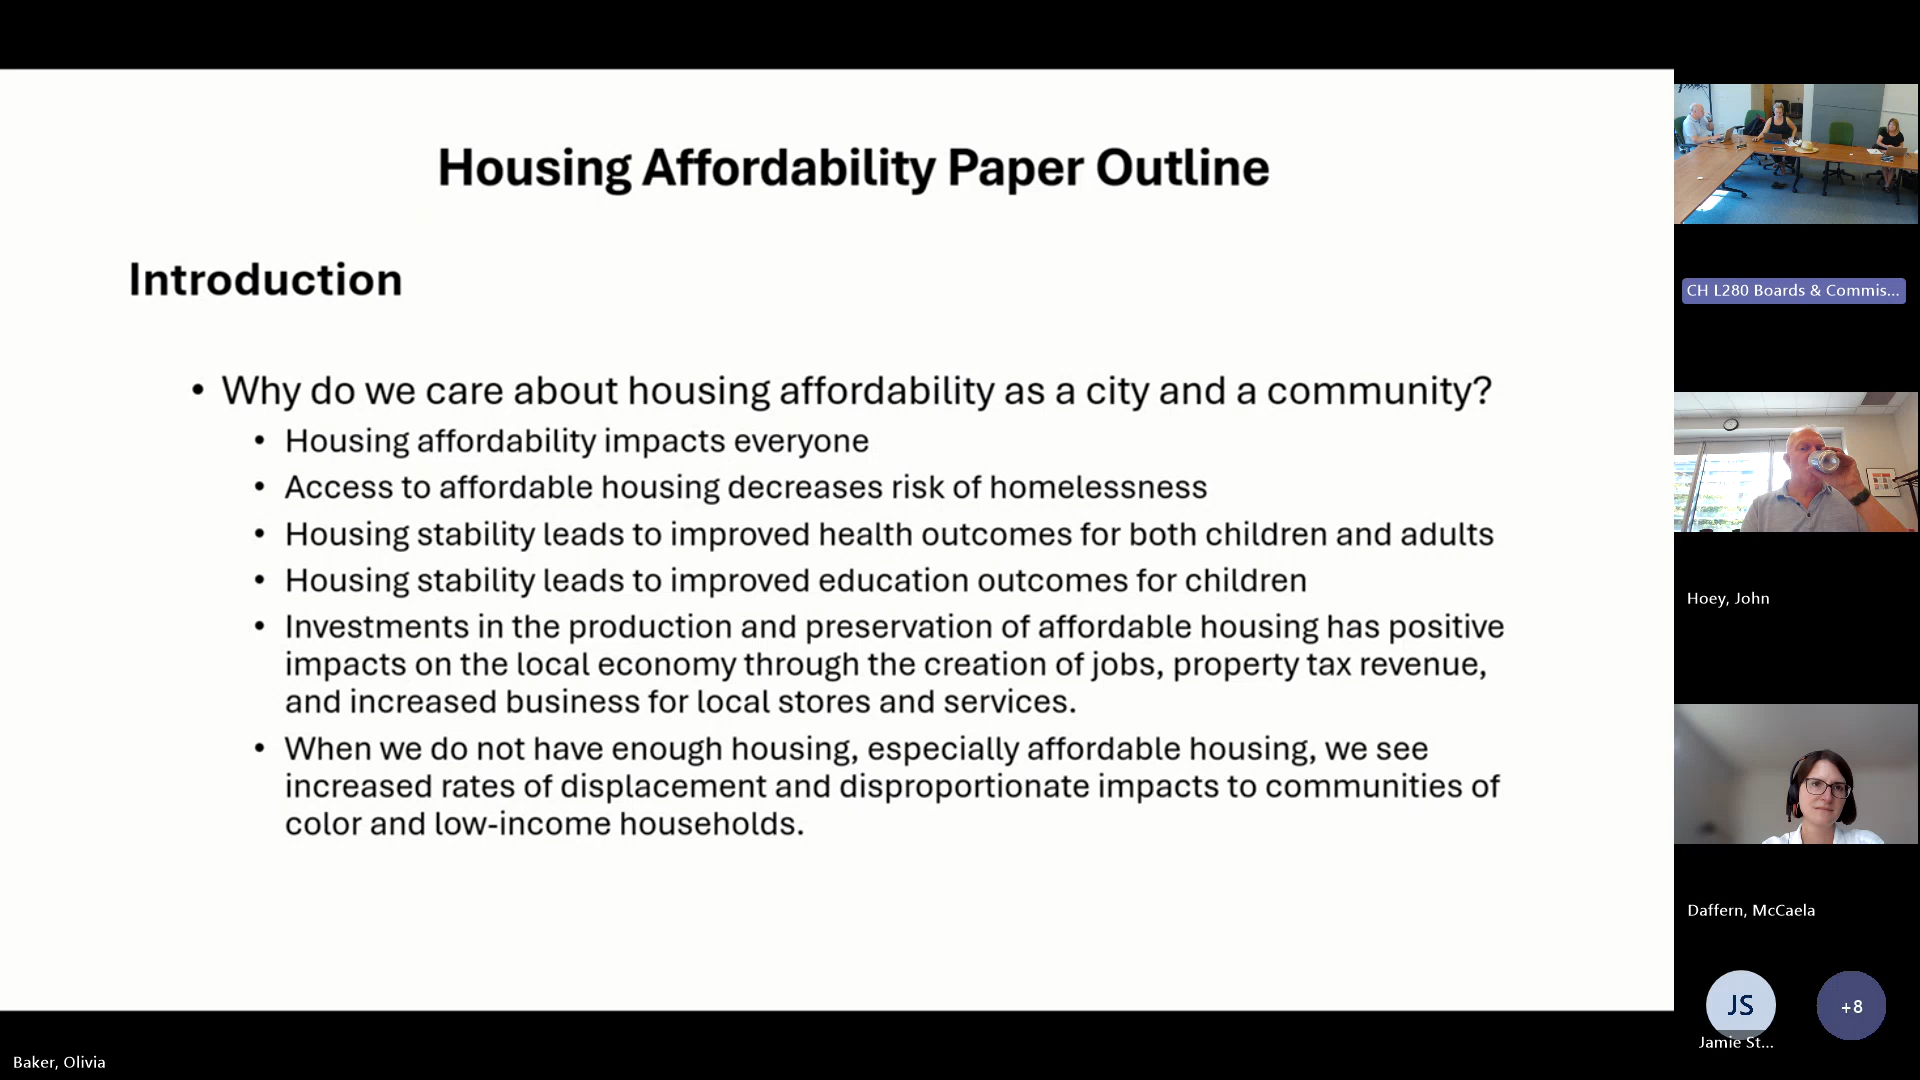 Housing Affordability Paper Outline
Introduction
• Why do we care about housing affordability as a city and a community?
• Housing affordability impacts everyone
• Access to affordable housing decreases risk of homelessness
• Housing stability leads to improved health outcomes for both children and adults
• Housing stability leads to improved education outcomes for children
• Investments in the production and preservation of affordable housing has positive
impacts on the local economy through the creation of jobs, property tax revenue,
and increased business for local stores and services.
• When we do not have enough housing, especially affordable housing, we see
increased rates of displacement and disproportionate impacts to communities of
color and low-income households.
CH L280 Boards & Commis...
Hoey, John
Daffern, McCaela
JS
+8
Jamie St...
Baker, Olivia